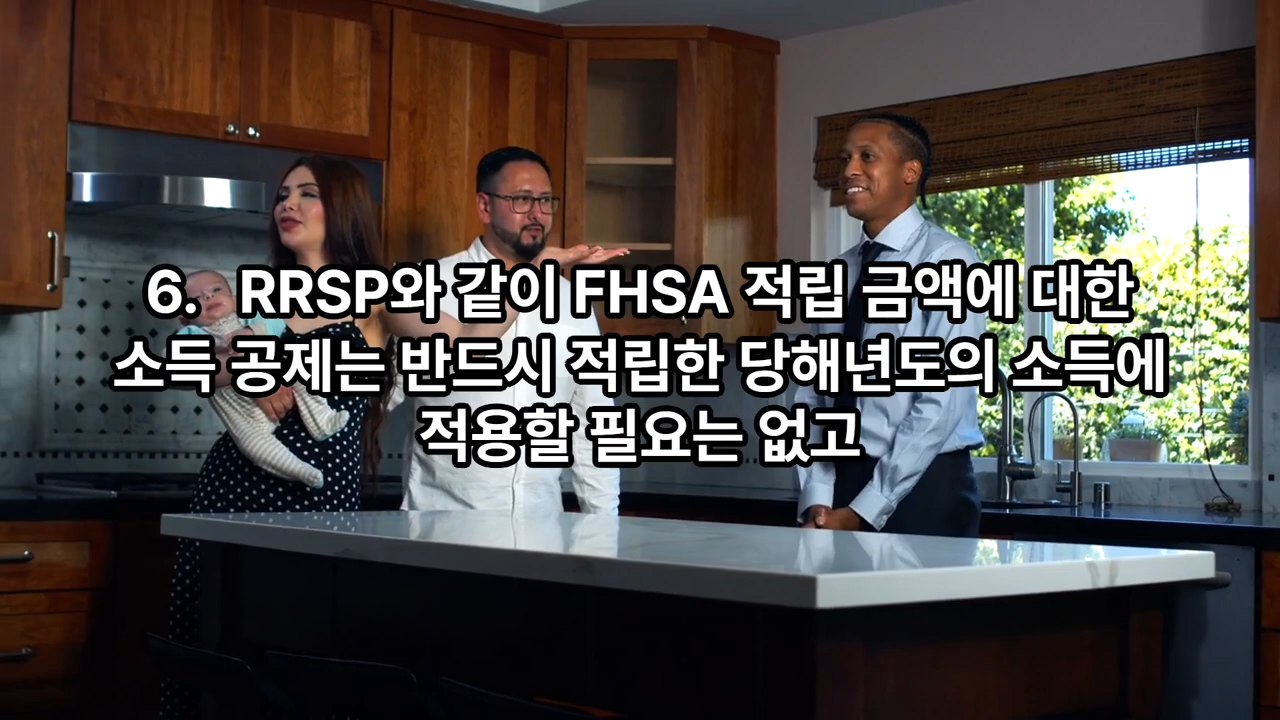 6. RRSP와 같이 FHSA 적립 금액에 대한
소득 공제는 반드시 적립한 당해년도의 소득에
적용할 필요는 없고